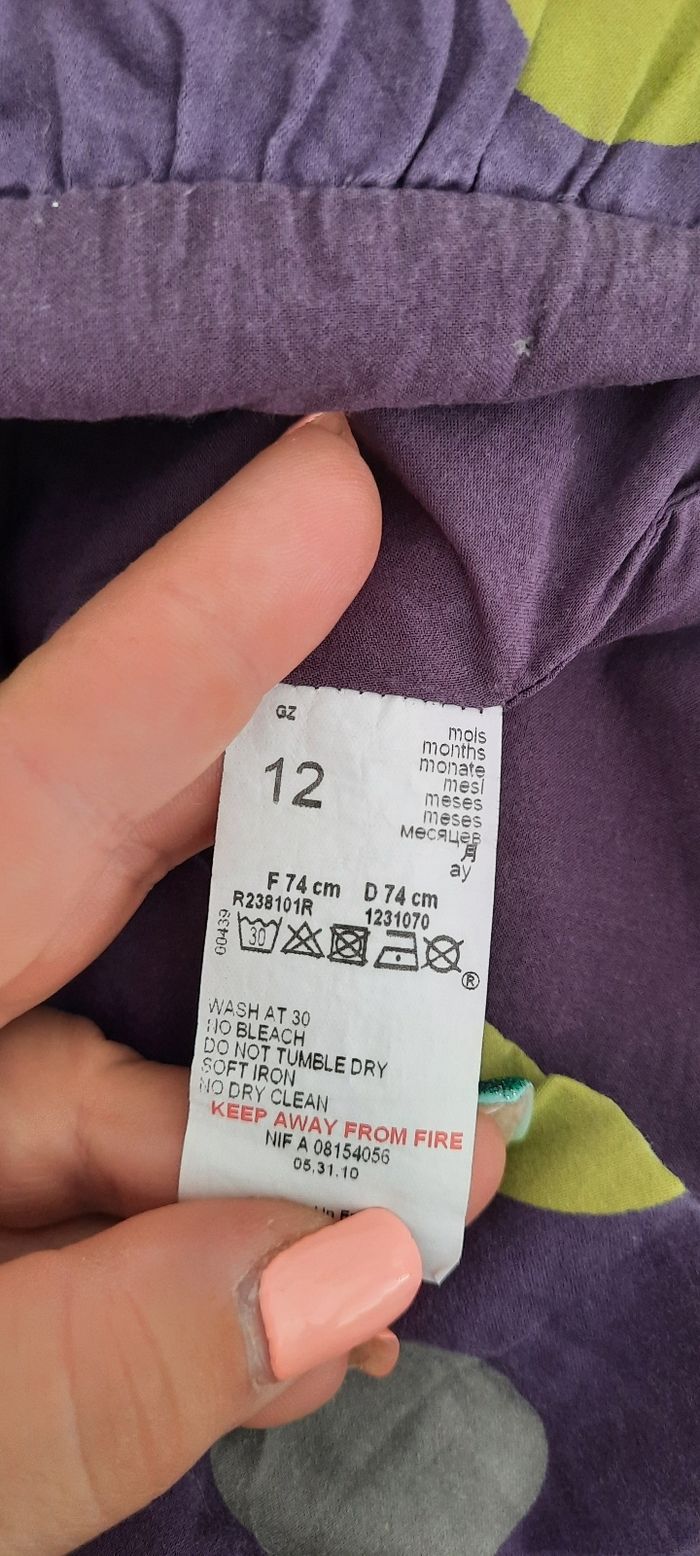 GZ
12
mois
months
monate
mesi
meses
meses
месяцев
月
ay
F 74 cm D 74 cm
R238101R 1231070
00439
30
®
WASH AT 30
NO BLEACH
DO NOT TUMBLE DRY
SOFT IRON
NO DRY CLEAN
KEEP AWAY FROM FIRE
NIF A 08154056
05.31.10